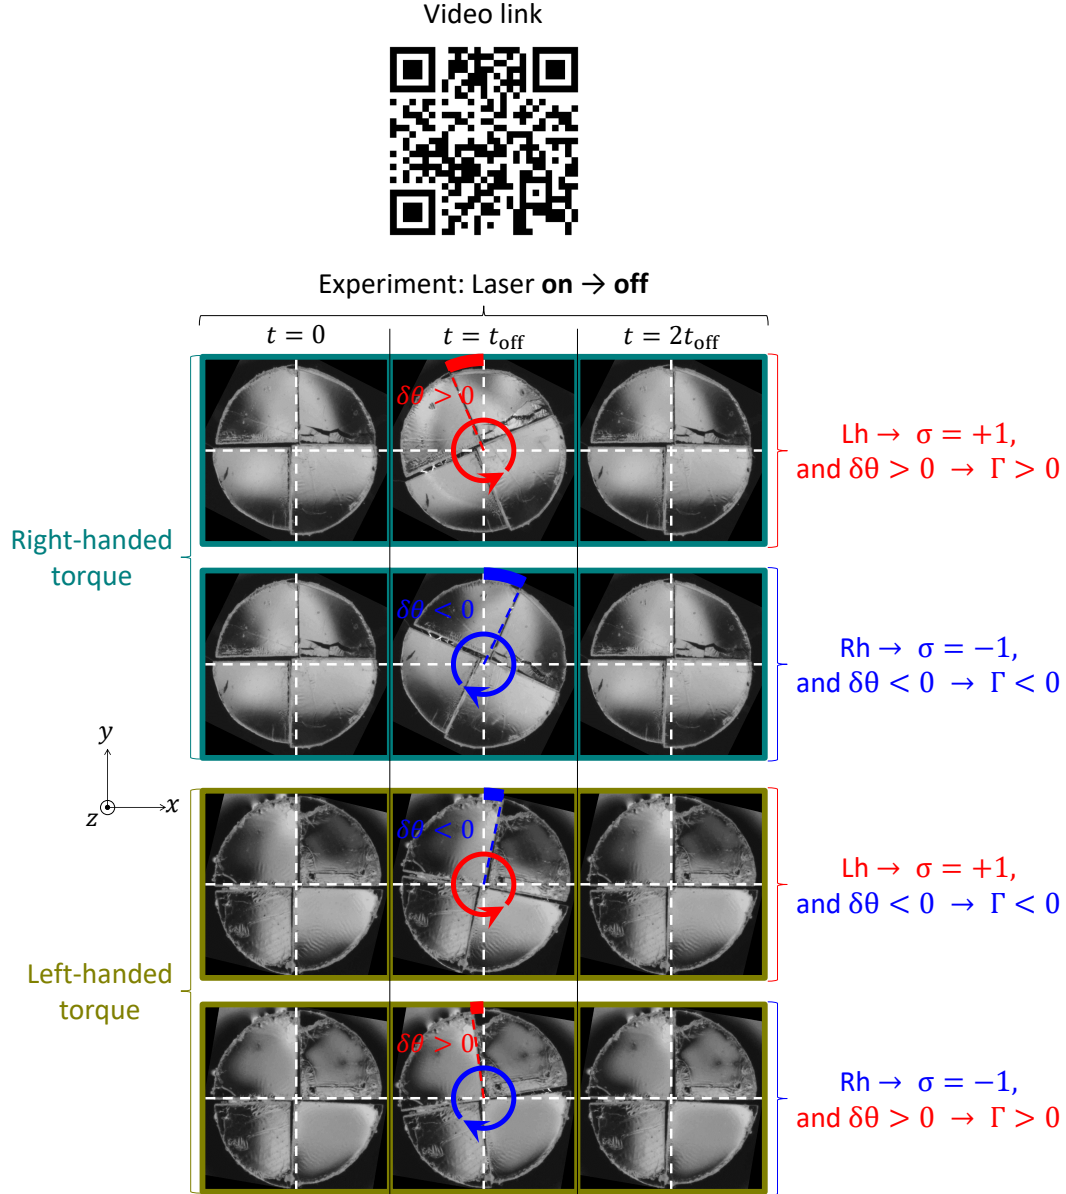 Video link
Experiment: Laser on → off
t = 0
t = t_off
t = 2t_off
δθ > 0
Lh → σ = +1,
and δθ > 0 → Γ > 0
Right-handed
torque
δθ < 0
Rh → σ = −1,
and δθ < 0 → Γ < 0
y
z
x
δθ < 0
Lh → σ = +1,
and δθ < 0 → Γ < 0
Left-handed
torque
δθ > 0
Rh → σ = −1,
and δθ > 0 → Γ > 0